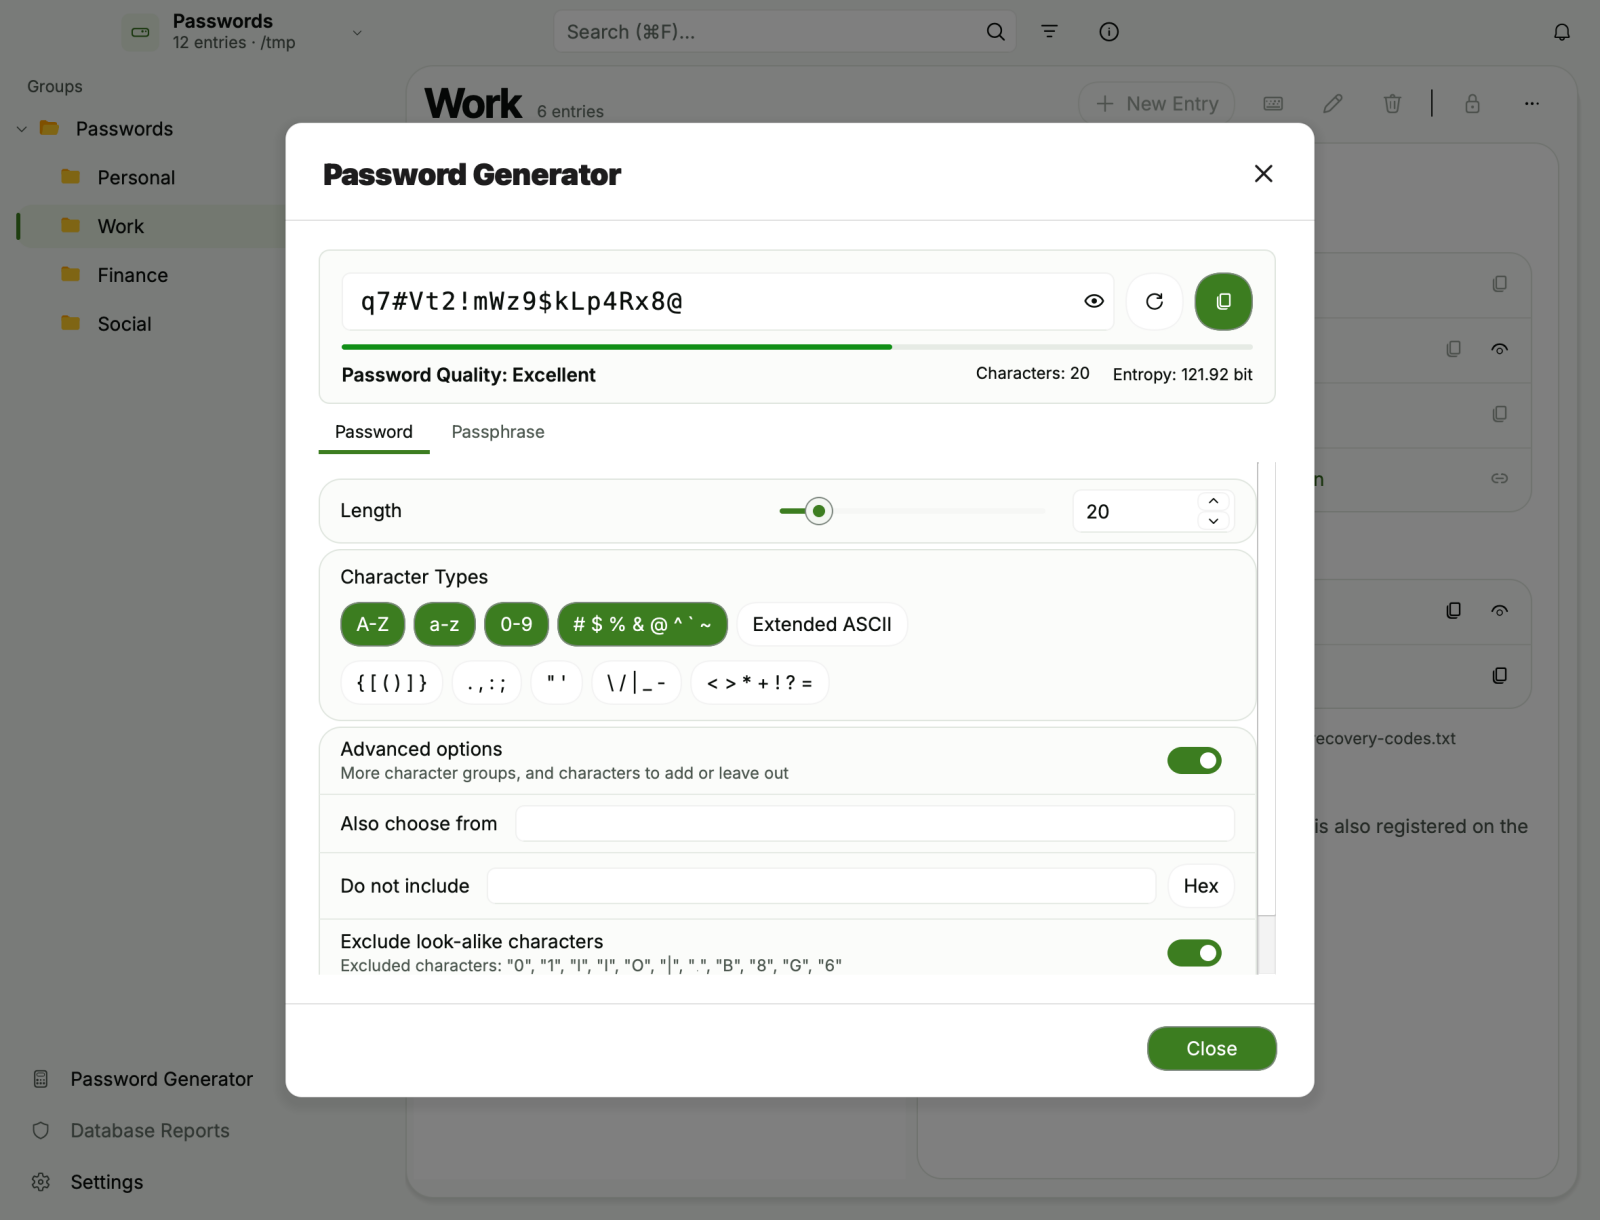 Passwords
12 entries · /tmp
Search (⌘F)...
Groups
Passwords
Personal
Work
Finance
Social
Work
6 entries
New Entry
Password Generator
q7#Vt2!mWz9$kLp4Rx8@
Password Quality: Excellent
Characters: 20
Entropy: 121.92 bit
Password
Passphrase
Length
20
Character Types
A-Z
a-z
0-9
# $ % & @ ^ ` ~
Extended ASCII
{ [ ( ) ] }
. , : ;
" '
\ / | _ -
< > * + ! ? =
Advanced options
More character groups, and characters to add or leave out
Also choose from
Do not include
Hex
Exclude look-alike characters
Excluded characters: "0", "1", "l", "I", "O", "|", "B", "8", "G", "6"
Close
n
recovery-codes.txt
is also registered on the
Password Generator
Database Reports
Settings